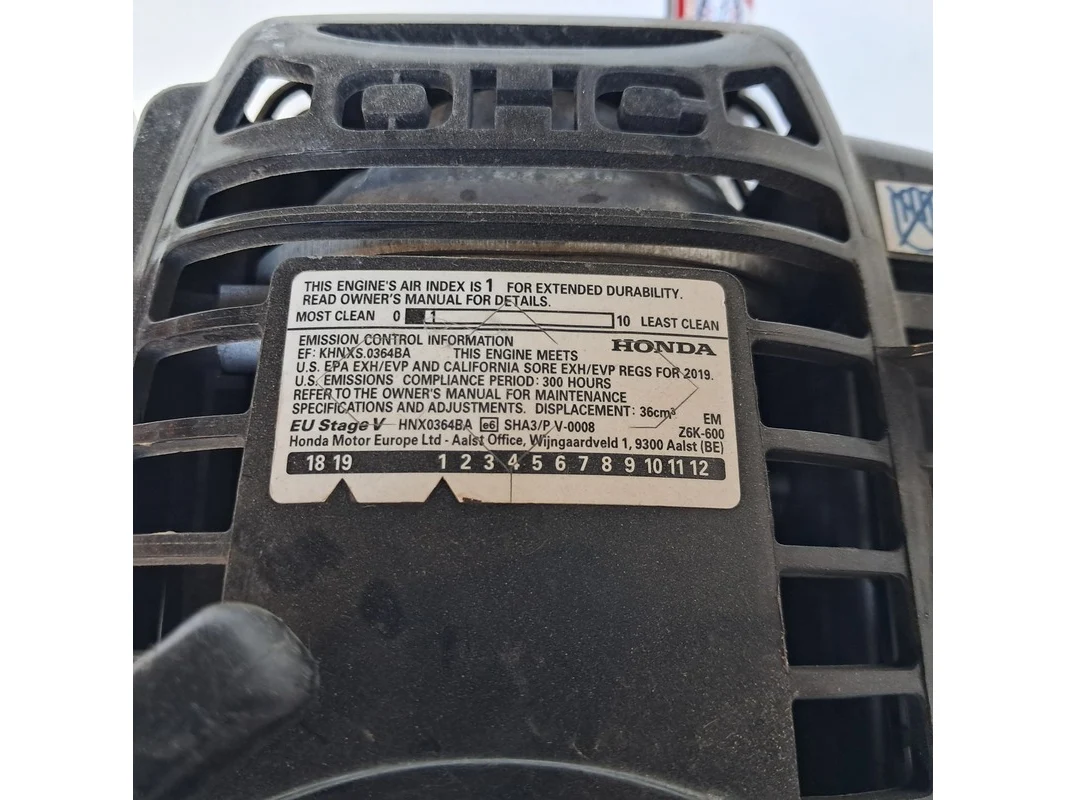 OHC
THIS ENGINE'S AIR INDEX IS 1 FOR EXTENDED DURABILITY.
READ OWNER'S MANUAL FOR DETAILS.
MOST CLEAN 0 1 10 LEAST CLEAN
EMISSION CONTROL INFORMATION HONDA
EF: KHNXS.0364BA THIS ENGINE MEETS
U.S. EPA EXH/EVP AND CALIFORNIA SORE EXH/EVP REGS FOR 2019.
U.S. EMISSIONS COMPLIANCE PERIOD: 300 HOURS
REFER TO THE OWNER'S MANUAL FOR MAINTENANCE
SPECIFICATIONS AND ADJUSTMENTS. DISPLACEMENT: 36cm³ EM
EU Stage V HNX0364BA e6 SHA3/P V-0008 Z6K-600
Honda Motor Europe Ltd - Aalst Office, Wijngaardveld 1, 9300 Aalst (BE)
18 19 1 2 3 4 5 6 7 8 9 10 11 12